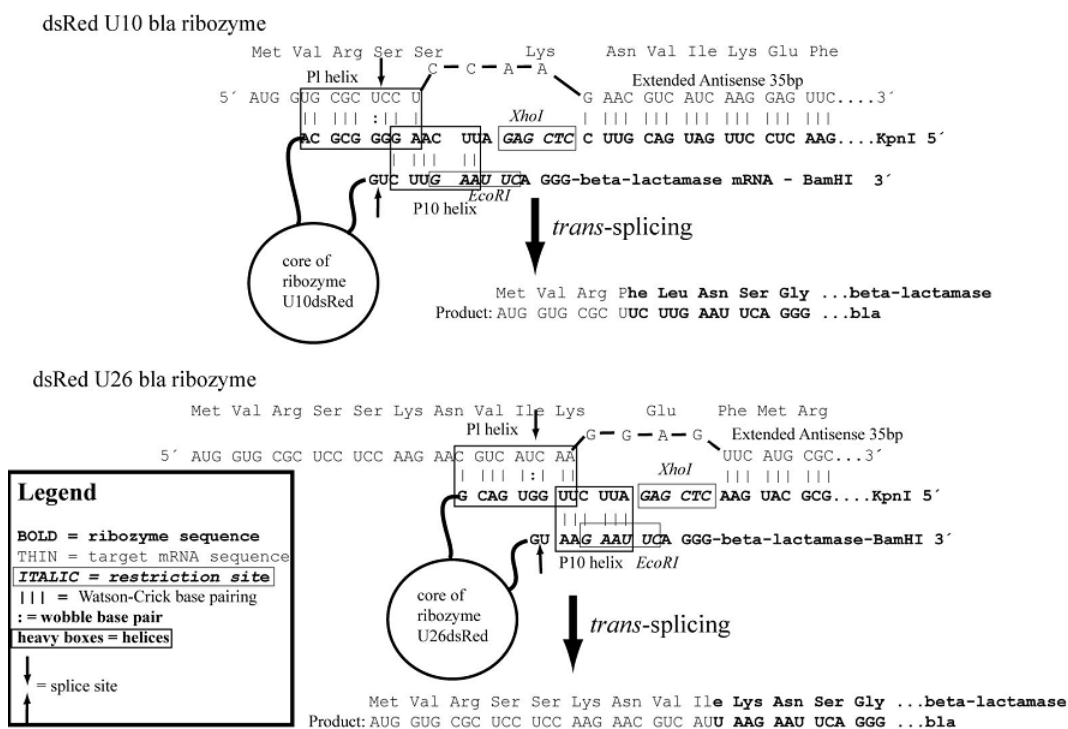 dsRed U10 bla ribozyme
Met Val Arg Ser Ser Lys Asn Val Ile Lys Glu Phe
C C A A
P1 helix
Extended Antisense 35bp
5´ AUG GUG CGC UCC U G AAC GUC AUC AAG GAG UUC....3´
XhoI
AC GCG GGGAAC UUA GAG CTC C UUG CAG UAG UUC CUC AAG....KpnI 5´
GUC UUG AAU UCA GGG-beta-lactamase mRNA - BamHI 3´
EcoRI
P10 helix
trans-splicing
core of
ribozyme
U10dsRed
Met Val Arg Phe Leu Asn Ser Gly ...beta-lactamase
Product: AUG GUG CGC UUC UUG AAU UCA GGG ...bla
dsRed U26 bla ribozyme
Met Val Arg Ser Ser Lys Asn Val Ile Lys Glu Phe Met Arg
P1 helix
G G A G
Extended Antisense 35bp
5´ AUG GUG CGC UCC UCC AAG AACGUC AUC AA UUC AUG CGC...3´
XhoI
G CAGUGG UUC UUA GAG CTC AAG UAC GCG....KpnI 5´
GU AAG AAU UCA GGG-beta-lactamase-BamHI 3´
P10 helix EcoRI
core of
ribozyme
U26dsRed
trans-splicing
Met Val Arg Ser Ser Lys Asn Val Ile Lys Asn Ser Gly ...beta-lactamase
Product: AUG GUG CGC UCC UCC AAG AAC GUC AUU AAG AAU UCA GGG ...bla
Legend
BOLD = ribozyme sequence
THIN = target mRNA sequence
ITALIC = restriction site
||| = Watson-Crick base pairing
: = wobble base pair
heavy boxes = helices
= splice site